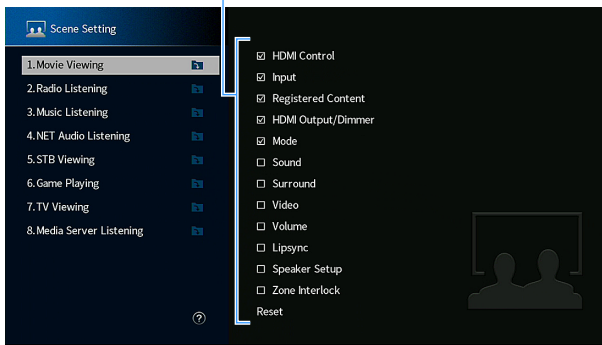 Scene Setting
1.Movie Viewing
2.Radio Listening
3.Music Listening
4.NET Audio Listening
5.STB Viewing
6.Game Playing
7.TV Viewing
8.Media Server Listening
?
HDMI Control
Input
Registered Content
HDMI Output/Dimmer
Mode
Sound
Surround
Video
Volume
Lipsync
Speaker Setup
Zone Interlock
Reset